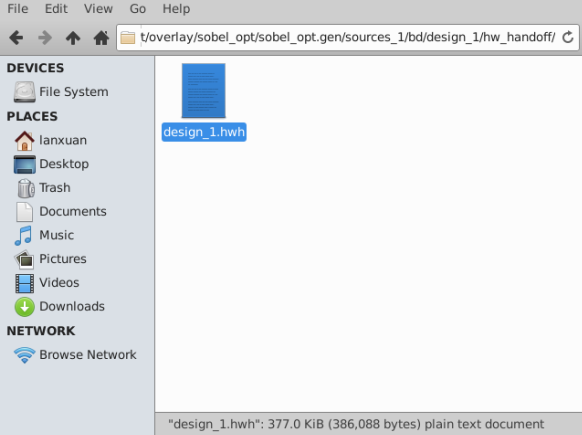 File Edit View Go Help
t/overlay/sobel_opt/sobel_opt.gen/sources_1/bd/design_1/hw_handoff/
DEVICES
File System
PLACES
lanxuan
Desktop
Trash
Documents
Music
Pictures
Videos
Downloads
NETWORK
Browse Network
design_1.hwh
"design_1.hwh": 377.0 KiB (386,088 bytes) plain text document